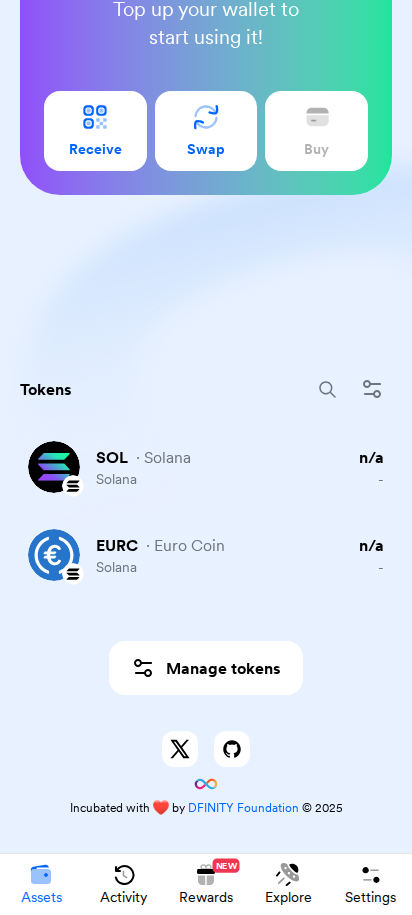 Top up your wallet to
start using it!
Receive
Swap
Buy
Tokens
SOL · Solana
n/a
Solana
-
EURC · Euro Coin
n/a
Solana
-
Manage tokens
Incubated with ❤️ by DFINITY Foundation © 2025
NEW
Assets
Activity
Rewards
Explore
Settings